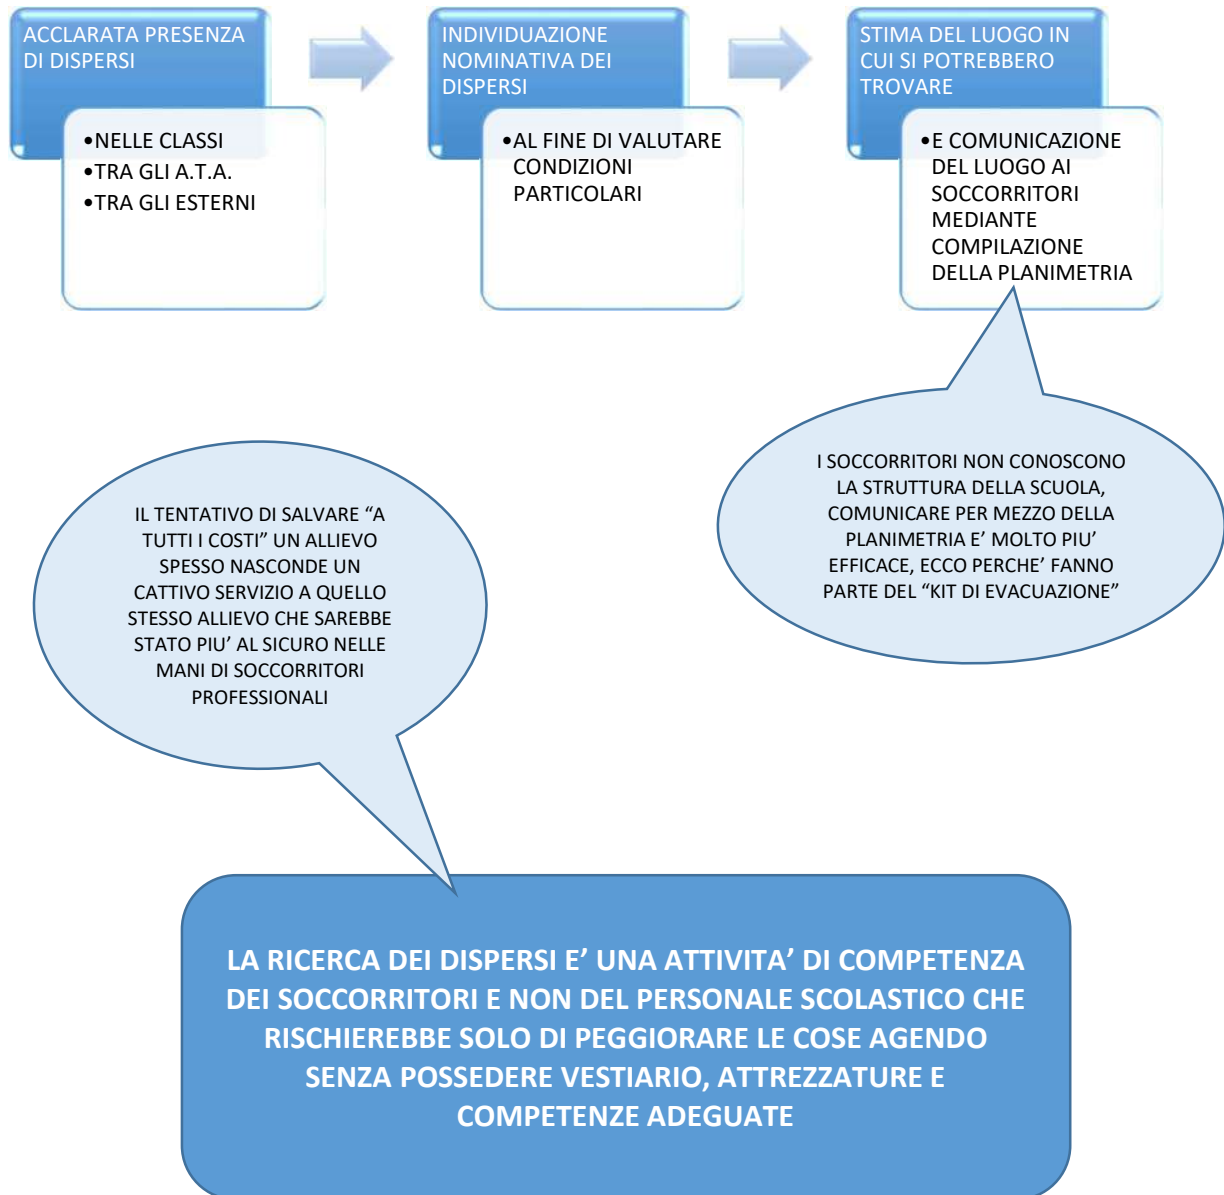 ACCLARATA PRESENZA
DI DISPERSI
•NELLE CLASSI
•TRA GLI A.T.A.
•TRA GLI ESTERNI
INDIVIDUAZIONE
NOMINATIVA DEI
DISPERSI
•AL FINE DI VALUTARE
CONDIZIONI
PARTICOLARI
STIMA DEL LUOGO IN
CUI SI POTREBBERO
TROVARE
•E COMUNICAZIONE
DEL LUOGO AI
SOCCORRITORI
MEDIANTE
COMPILAZIONE
DELLA PLANIMETRIA
I SOCCORRITORI NON CONOSCONO
LA STRUTTURA DELLA SCUOLA,
COMUNICARE PER MEZZO DELLA
PLANIMETRIA E’ MOLTO PIU’
EFFICACE, ECCO PERCHE’ FANNO
PARTE DEL “KIT DI EVACUAZIONE”
IL TENTATIVO DI SALVARE “A
TUTTI I COSTI” UN ALLIEVO
SPESSO NASCONDE UN
CATTIVO SERVIZIO A QUELLO
STESSO ALLIEVO CHE SAREBBE
STATO PIU’ AL SICURO NELLE
MANI DI SOCCORRITORI
PROFESSIONALI
LA RICERCA DEI DISPERSI E’ UNA ATTIVITA’ DI COMPETENZA
DEI SOCCORRITORI E NON DEL PERSONALE SCOLASTICO CHE
RISCHIEREBBE SOLO DI PEGGIORARE LE COSE AGENDO
SENZA POSSEDERE VESTIARIO, ATTREZZATURE E
COMPETENZE ADEGUATE